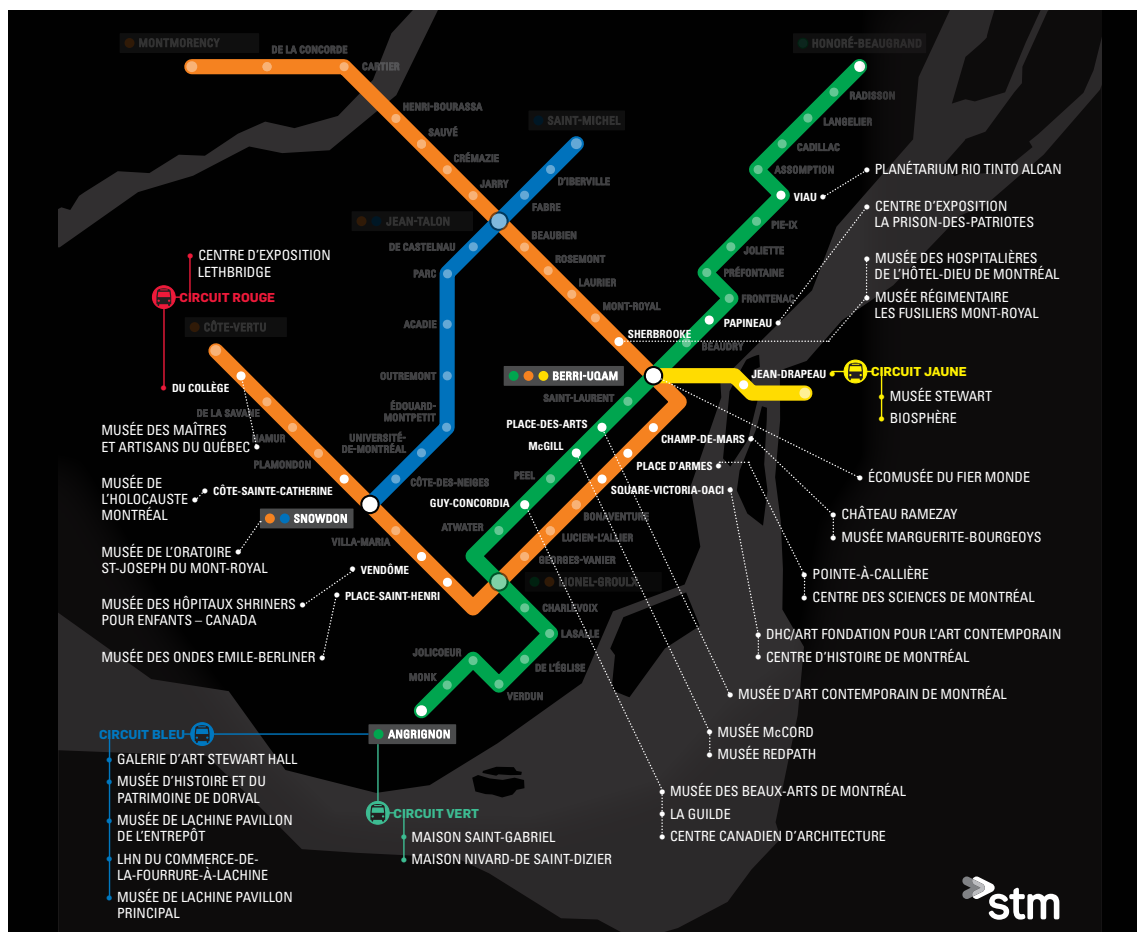 MONTMORENCY
DE LA CONCORDE
CARTIER
HENRI-BOURASSA
SAUVÉ
CRÉMAZIE
JARRY
SAINT-MICHEL
D'IBERVILLE
FABRE
JEAN-TALON
DE CASTELNAU
PARC
ACADIE
OUTREMONT
ÉDOUARD-
MONTPETIT
UNIVERSITÉ-
DE-MONTRÉAL
CÔTE-DES-NEIGES
BEAUBIEN
ROSEMONT
LAURIER
MONT-ROYAL
SHERBROOKE
HONORÉ-BEAUGRAND
RADISSON
LANGELIER
CADILLAC
ASSOMPTION
VIAU
PIE-IX
JOLIETTE
PRÉFONTAINE
FRONTENAC
PAPINEAU
BEAUDRY
PLANÉTARIUM RIO TINTO ALCAN
CENTRE D'EXPOSITION
LA PRISON-DES-PATRIOTES
MUSÉE DES HOSPITALIÈRES
DE L'HÔTEL-DIEU DE MONTRÉAL
MUSÉE RÉGIMENTAIRE
LES FUSILIERS MONT-ROYAL
CENTRE D'EXPOSITION
LETHBRIDGE
CIRCUIT ROUGE
DU COLLÈGE
CÔTE-VERTU
DE LA SAVANE
NAMUR
PLAMONDON
CÔTE-SAINTE-CATHERINE
SNOWDON
VILLA-MARIA
VENDÔME
PLACE-SAINT-HENRI
MUSÉE DES MAÎTRES
ET ARTISANS DU QUÉBEC
MUSÉE DE
L'HOLOCAUSTE
MONTRÉAL
MUSÉE DE L'ORATOIRE
ST-JOSEPH DU MONT-ROYAL
MUSÉE DES HÔPITAUX SHRINERS
POUR ENFANTS – CANADA
MUSÉE DES ONDES EMILE-BERLINER
BERRI-UQAM
SAINT-LAURENT
PLACE-DES-ARTS
McGILL
PEEL
GUY-CONCORDIA
ATWATER
JEAN-DRAPEAU
CIRCUIT JAUNE
MUSÉE STEWART
BIOSPHÈRE
CHAMP-DE-MARS
PLACE D'ARMES
SQUARE-VICTORIA-OACI
BONAVENTURE
LUCIEN-L'ALLIER
GEORGES-VANIER
LIONEL-GROULX
CHARLEVOIX
LASALLE
DE L'ÉGLISE
VERDUN
JOLICOEUR
MONK
ANGRIGNON
ÉCOMUSÉE DU FIER MONDE
CHÂTEAU RAMEZAY
MUSÉE MARGUERITE-BOURGEOYS
POINTE-À-CALLIÈRE
CENTRE DES SCIENCES DE MONTRÉAL
DHC/ART FONDATION POUR L'ART CONTEMPORAIN
CENTRE D'HISTOIRE DE MONTRÉAL
MUSÉE D'ART CONTEMPORAIN DE MONTRÉAL
MUSÉE McCORD
MUSÉE REDPATH
MUSÉE DES BEAUX-ARTS DE MONTRÉAL
LA GUILDE
CENTRE CANADIEN D'ARCHITECTURE
CIRCUIT BLEU
GALERIE D'ART STEWART HALL
MUSÉE D'HISTOIRE ET DU
PATRIMOINE DE DORVAL
MUSÉE DE LACHINE PAVILLON
DE L'ENTREPÔT
LHN DU COMMERCE-DE-
LA-FOURRURE-À-LACHINE
MUSÉE DE LACHINE PAVILLON
PRINCIPAL
CIRCUIT VERT
MAISON SAINT-GABRIEL
MAISON NIVARD-DE SAINT-DIZIER
stm